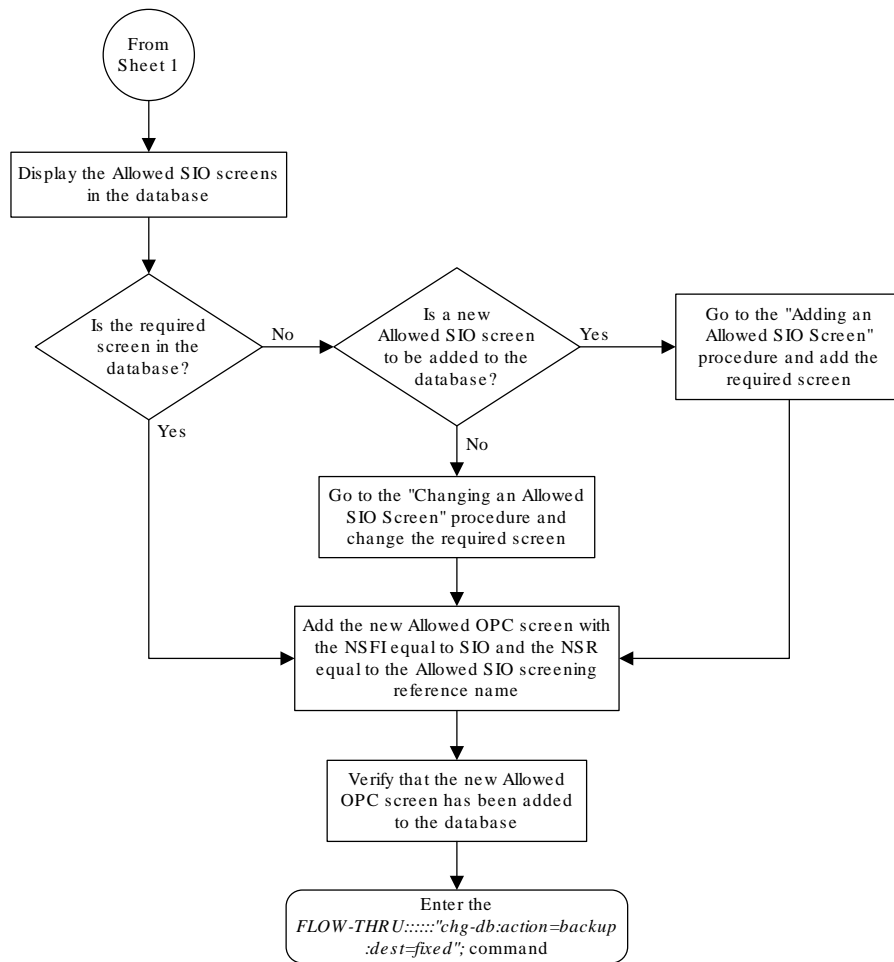 From
Sheet 1
Display the Allowed SIO screens
in the database
Is the required
screen in the
database?
No
Yes
Is a new
Allowed SIO screen
to be added to the
database?
Yes
No
Go to the "Adding an
Allowed SIO Screen"
procedure and add the
required screen
Go to the "Changing an Allowed
SIO Screen" procedure and
change the required screen
Add the new Allowed OPC screen with
the NSFI equal to SIO and the NSR
equal to the Allowed SIO screening
reference name
Verify that the new Allowed
OPC screen has been added
to the database
Enter the
FLOW-THRU::::::"chg-db:action=backup
:dest=fixed"; command